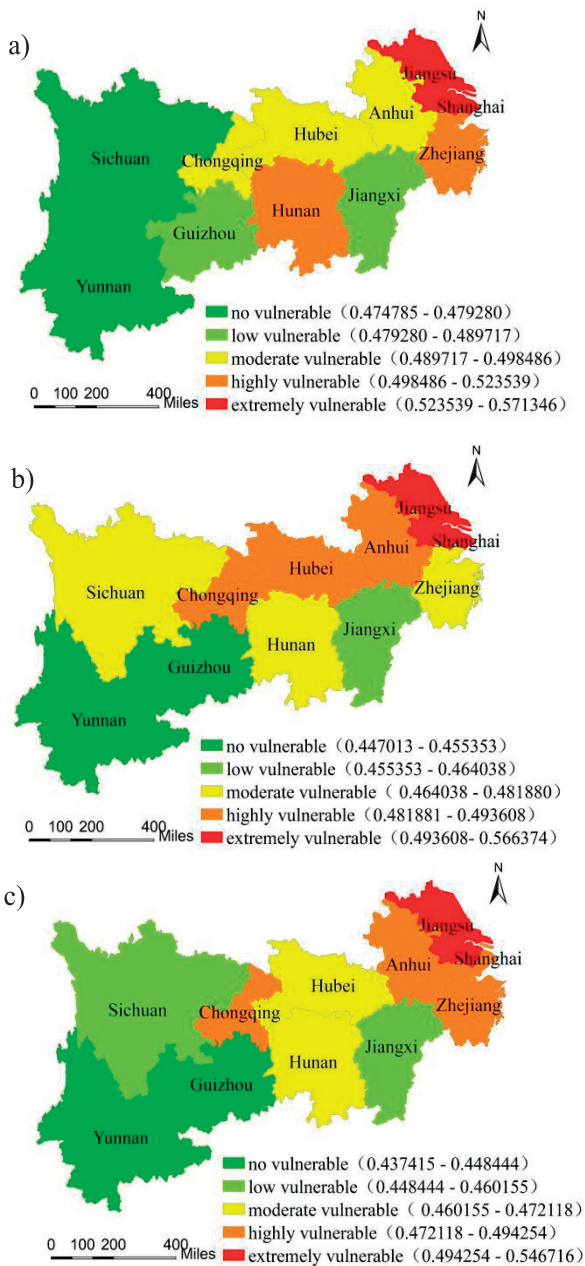 a)
N
Jiangsu
Shanghai
Anhui
Hubei
Zhejiang
Sichuan
Chongqing
Jiangxi
Hunan
Guizhou
Yunnan
no vulnerable（0.474785 - 0.479280）
low vulnerable（0.479280 - 0.489717）
moderate vulnerable（0.489717 - 0.498486）
highly vulnerable（0.498486 - 0.523539）
extremely vulnerable（0.523539 - 0.571346）
0 100 200 400
Miles
b)
N
Jiangsu
Shanghai
Anhui
Hubei
Zhejiang
Sichuan
Chongqing
Jiangxi
Hunan
Guizhou
Yunnan
no vulnerable（0.447013 - 0.455353）
low vulnerable（0.455353 - 0.464038）
moderate vulnerable（0.464038 - 0.481880）
highly vulnerable（0.481881 - 0.493608）
extremely vulnerable（0.493608- 0.566374）
0 100 200 400
Miles
c)
N
Jiangsu
Shanghai
Anhui
Hubei
Zhejiang
Sichuan
Chongqing
Jiangxi
Hunan
Guizhou
Yunnan
no vulnerable（0.437415 - 0.448444）
low vulnerable（0.448444 - 0.460155）
moderate vulnerable（ 0.460155 - 0.472118）
highly vulnerable（0.472118 - 0.494254）
extremely vulnerable（0.494254 - 0.546716）
0 100 200 400
Miles